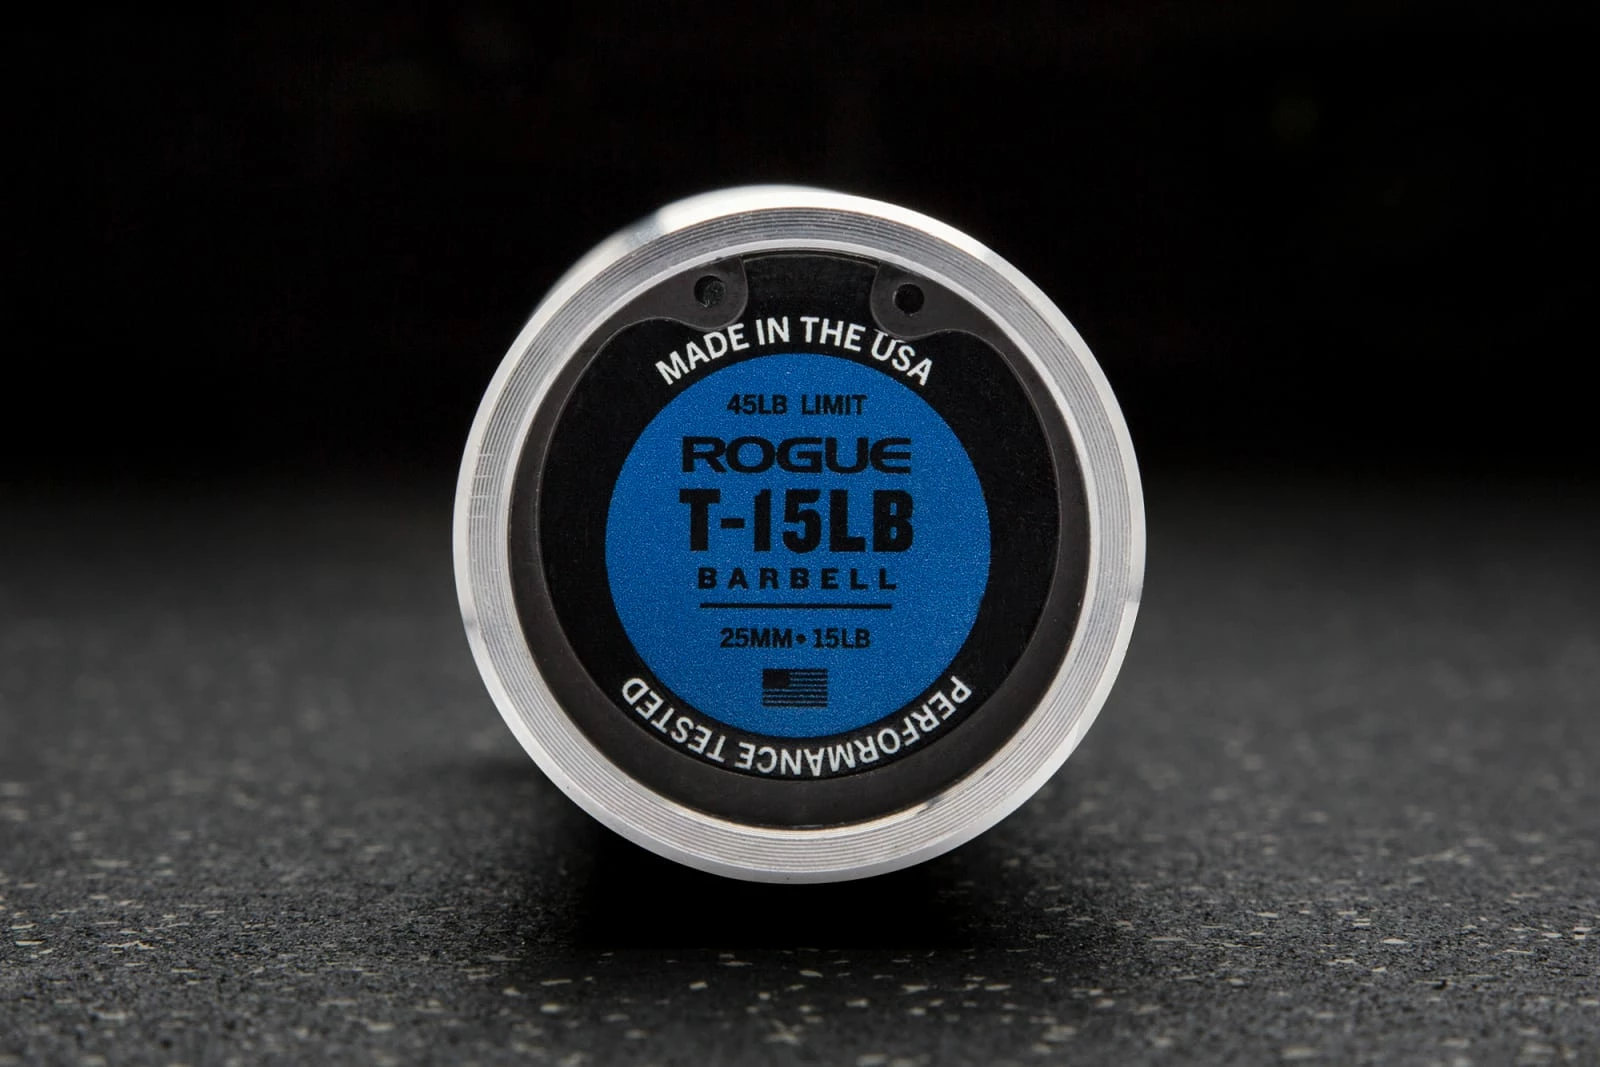 MADE IN THE USA
45LB LIMIT
ROGUE
T-15LB
BARBELL
25MM • 15LB
PERFORMANCE TESTED